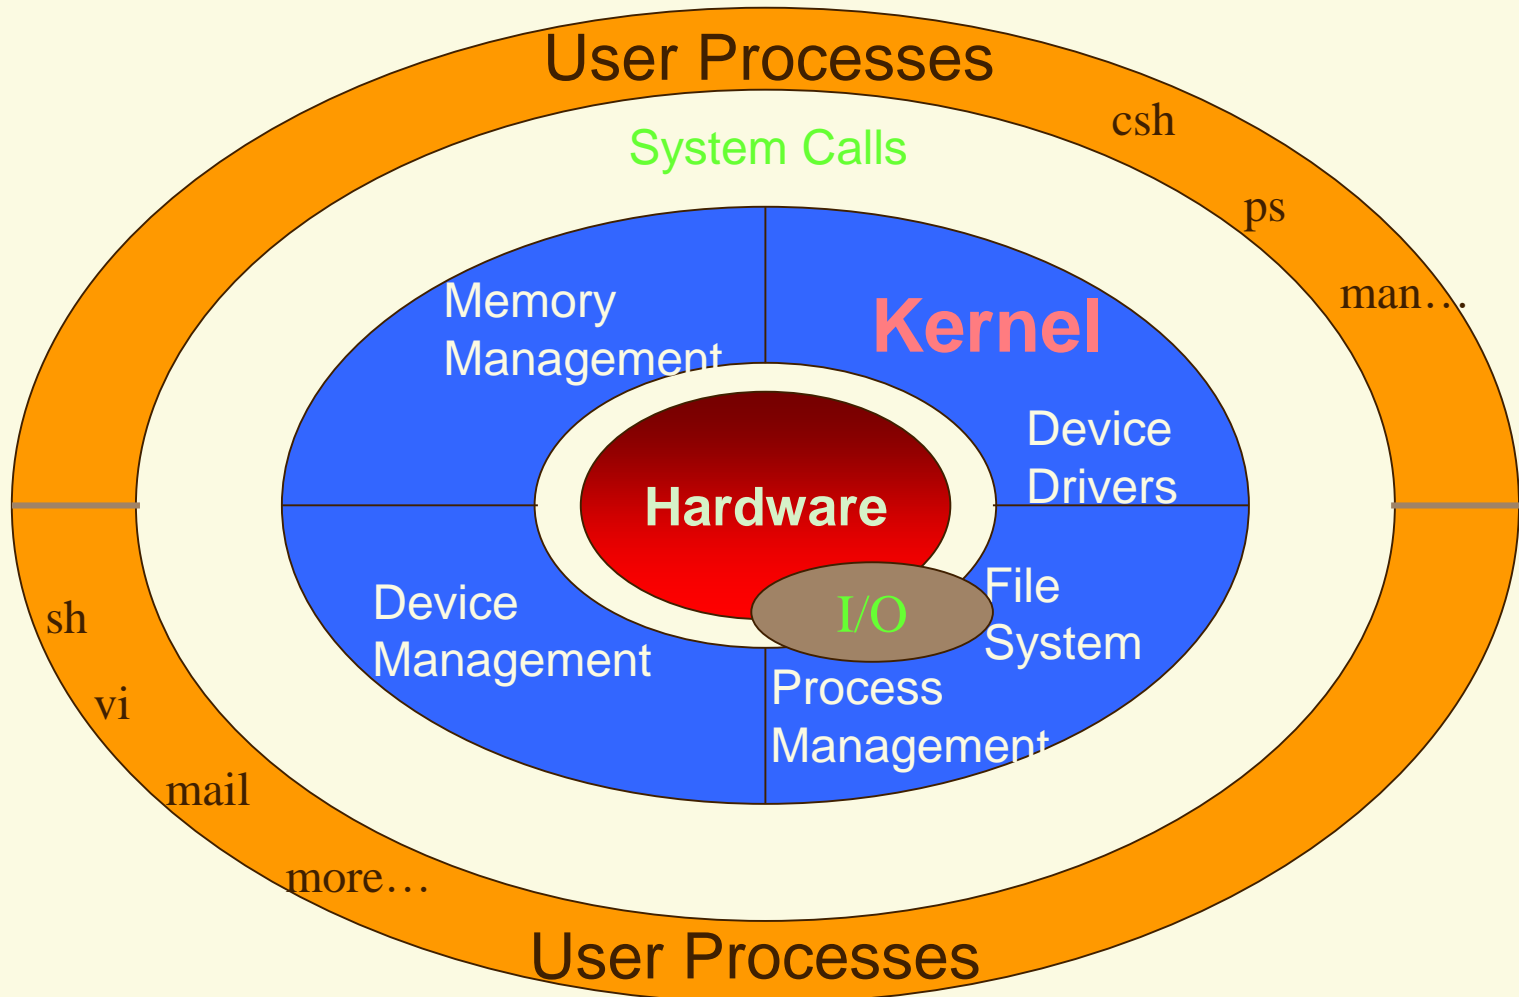 User Processes
csh
System Calls
ps
Memory
Management
Kernel
man…
Device
Drivers
Hardware
Device
Management
I/O
File
System
sh
Process
Management
vi
mail
more…
User Processes